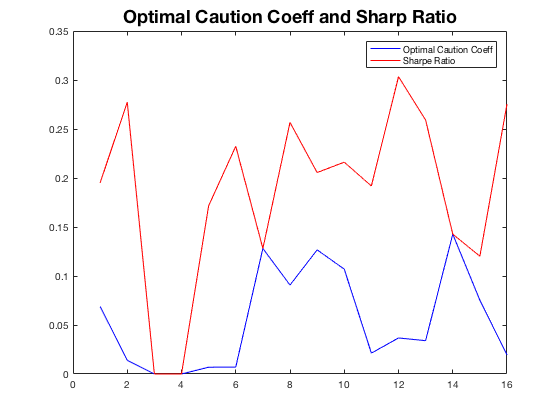 Optimal Caution Coeff and Sharp Ratio
0.35
Optimal Caution Coeff
Sharpe Ratio
0.3
0.25
0.2
0.15
0.1
0.05
0
0 2 4 6 8 10 12 14 16